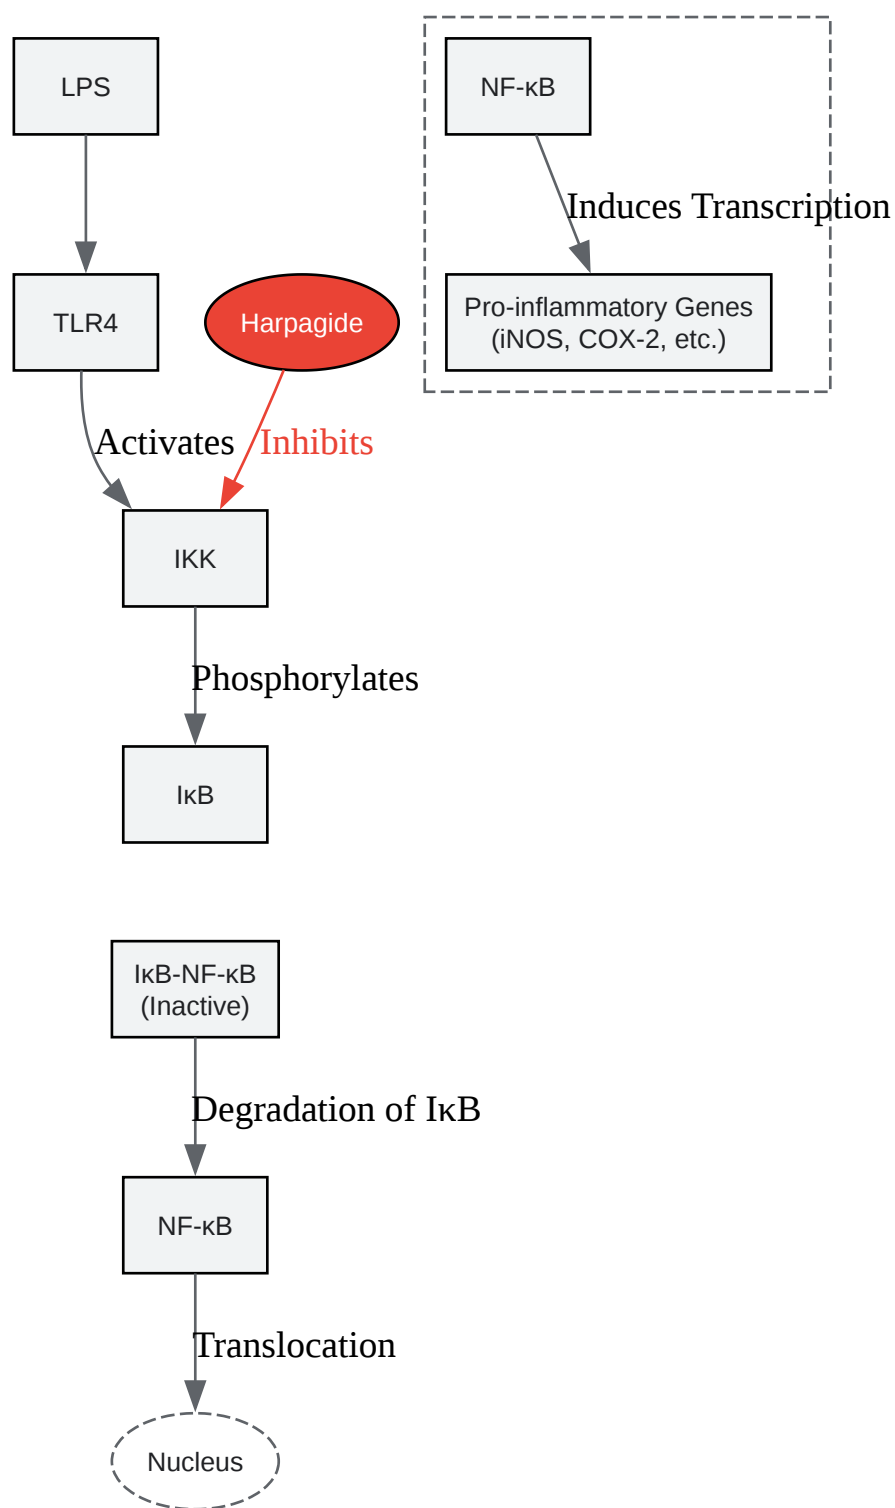 LPS
NF-κB
Induces Transcription
TLR4
Harpagide
Pro-inflammatory Genes
(iNOS, COX-2, etc.)
Activates
Inhibits
IKK
Phosphorylates
IκB
IκB-NF-κB
(Inactive)
Degradation of IκB
NF-κB
Translocation
Nucleus